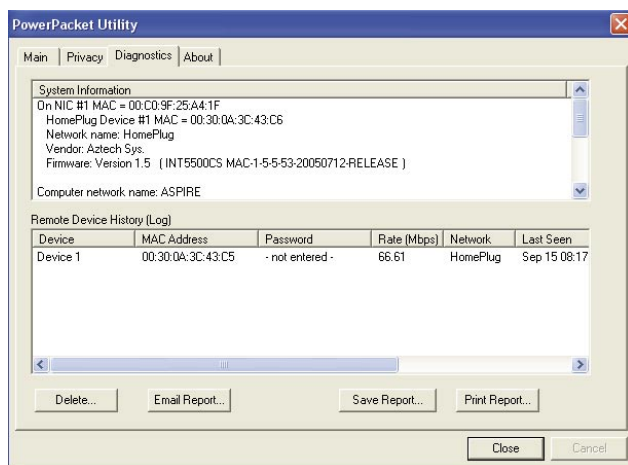 PowerPacket Utility
Main Privacy Diagnostics About
System Information
On NIC #1 MAC = 00:C0:9F:25:A4:1F
HomePlug Device #1 MAC = 00:30:0A:3C:43:C6
Network name: HomePlug
Vendor: Aztech Sys.
Firmware: Version 1.5 ( INT5500CS MAC-1-5-5-53-20050712-RELEASE )
Computer network name: ASPIRE
Remote Device History (Log)
Device MAC Address Password Rate (Mbps) Network Last Seen
Device 1 00:30:0A:3C:43:C5 - not entered - 66.61 HomePlug Sep 15 08:17
Delete... Email Report... Save Report... Print Report...
Close Cancel